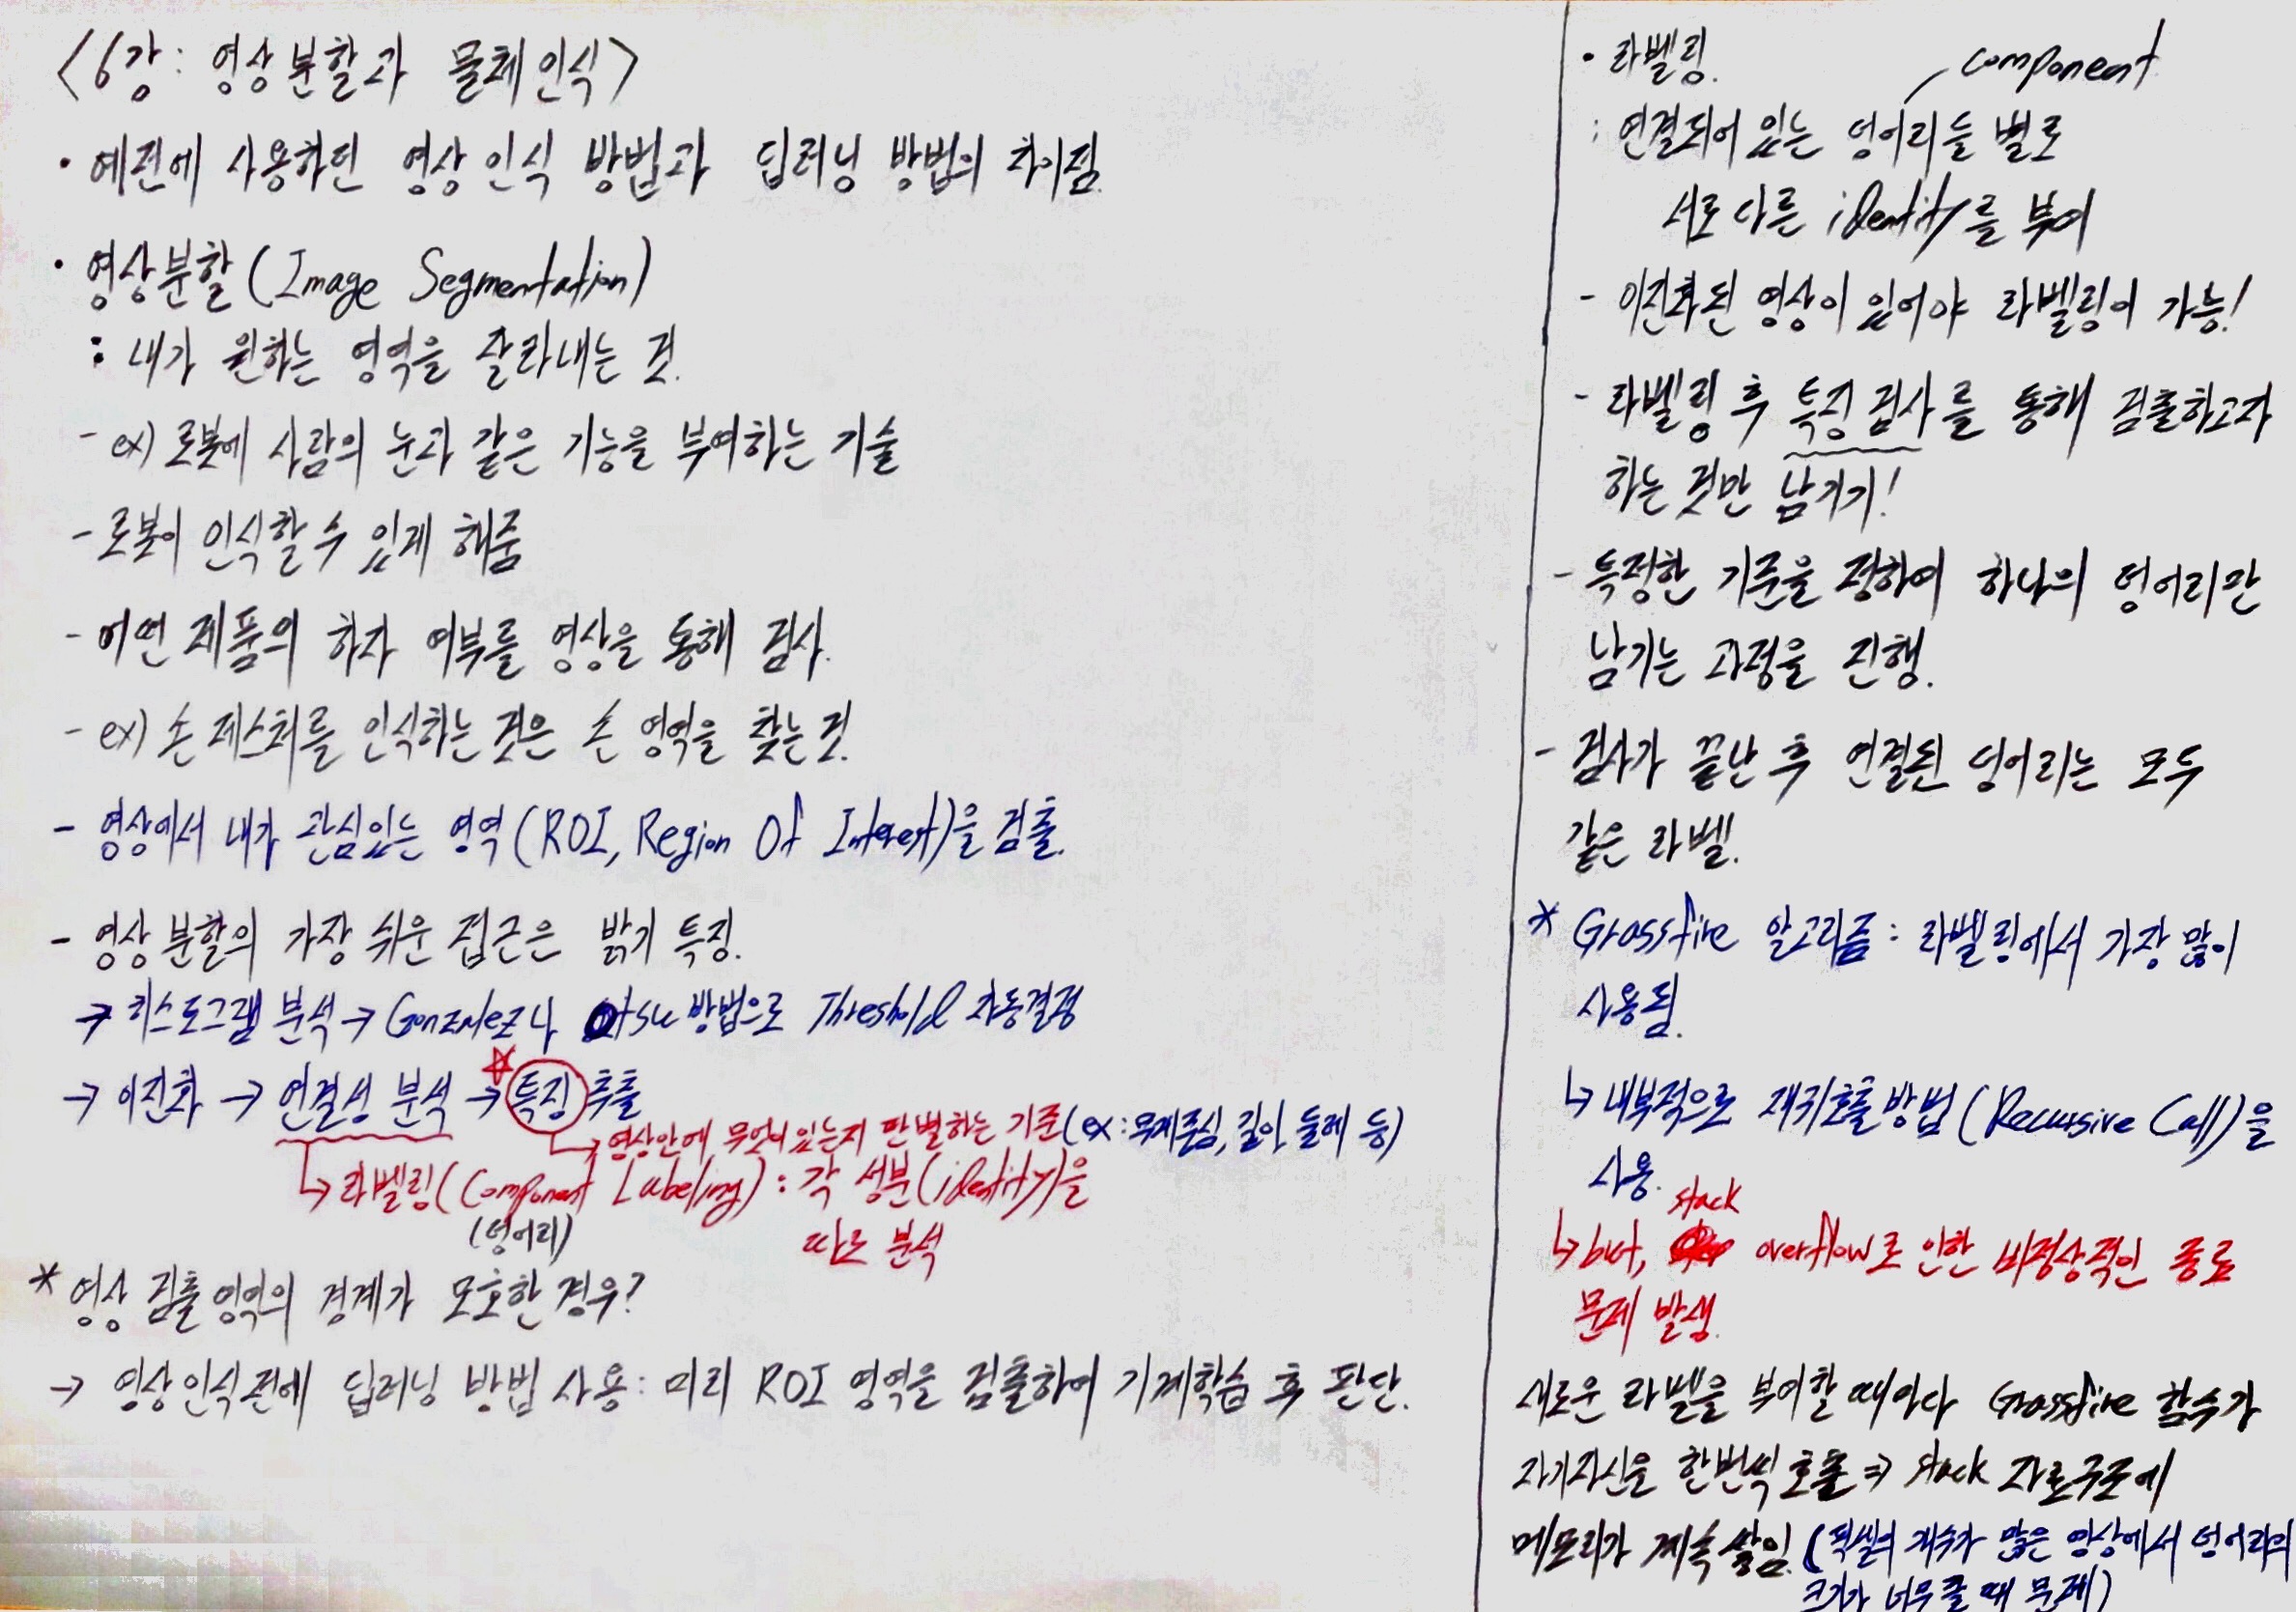 <6강: 영상분할과 물체인식>
· 예전에 사용하던 영상 인식 방법과 딥러닝 방법의 차이점.
· 영상분할 (Image Segmentation)
: 내가 원하는 영역을 잘라내는 것.
- ex) 로봇에 사람의 눈과 같은 기능을 부여하는 기술
- 로봇이 인식할 수 있게 해줌
- 어떤 제품의 하자 여부를 영상을 통해 검사.
- ex) 손 제스처를 인식하는 것은 손 영역을 찾는 것.
- 영상에서 내가 관심있는 영역 (ROI, Region Of Interest)을 검출.
- 영상 분할의 가장 쉬운 접근은 밝기 특징.
→ 히스토그램 분석 → Gonzalez나 Otsu 방법으로 Threshold 자동결정
→ 이진화 → 연결성 분석 → 특징 추출
↳ 영상안에 무엇이 있는지 판별하는 기준 (ex: 무게중심, 길이, 둘레 등)
↳ 라벨링 (Component Labeling) : 각 성분(identity)을
(덩어리)
따로 분석
* 영상 검출 영역의 경계가 모호한 경우?
→ 영상인식전에 딥러닝 방법 사용: 미리 ROI 영역을 검출하여 기계학습 후 판단.
· 라벨링.
component
: 연결되어 있는 덩어리들 별로
서로 다른 identity를 부여
- 이진화된 영상이 있어야 라벨링이 가능!
- 라벨링 후 특징 검사를 통해 검출하고자
하는 것만 남기기!
- 특정한 기준을 정하여 하나의 덩어리만
남기는 과정을 진행.
- 검사가 끝난 후 연결된 덩어리는 모두
같은 라벨.
* Grassfire 알고리즘 : 라벨링에서 가장 많이
사용됨.
↳ 내부적으로 재귀호출 방법 (Recursive Call)을
사용.
stack
↳ but, overflow로 인한 비정상적인 종료
문제 발생.
새로운 라벨을 부여할 때마다 Grassfire 함수가
자기자신을 한번씩 호출 ⇒ stack 자료구조에
메모리가 계속 쌓임. (픽셀의 개수가 많은 영상에서 덩어리의
크기가 너무 클 때 문제)